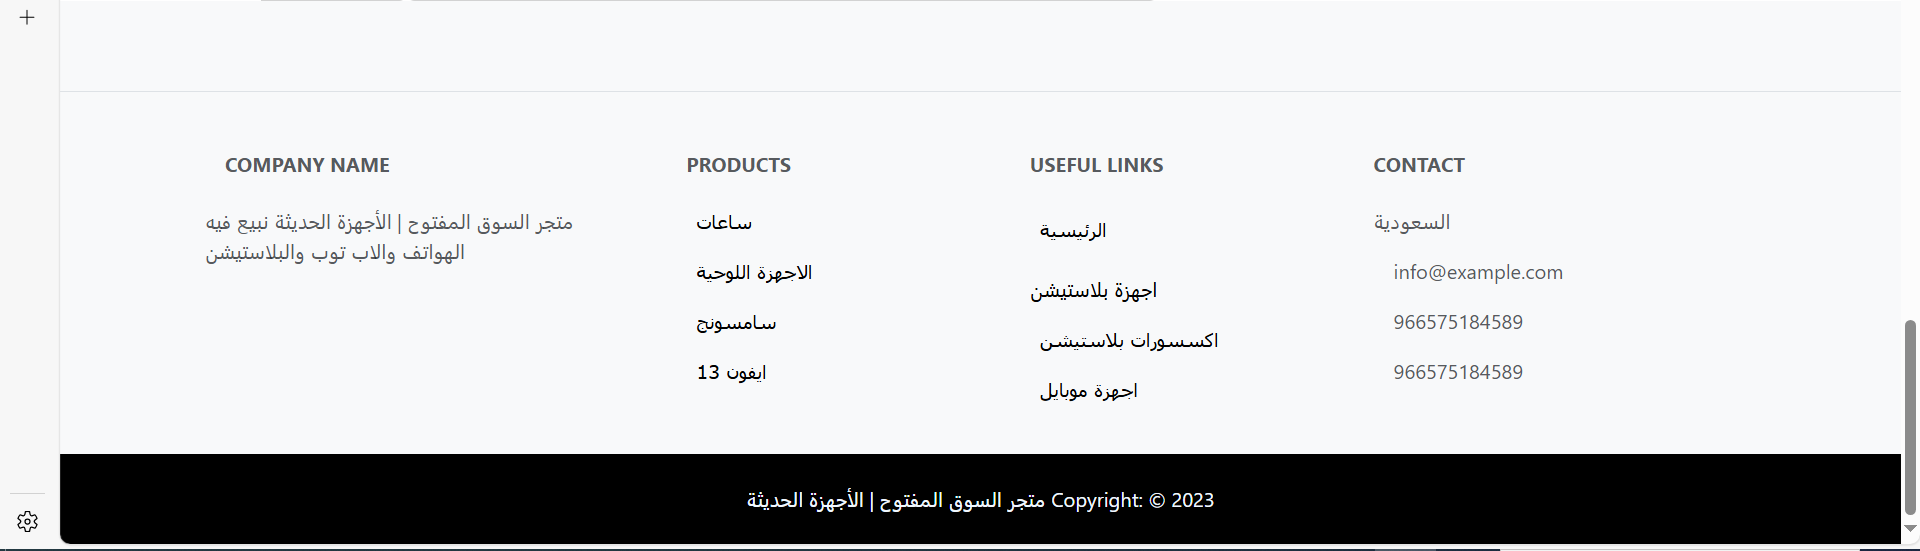 COMPANY NAME
متجر السوق المفتوح | الأجهزة الحديثة نبيع فيه
الهواتف والاب توب والبلاستيشن
PRODUCTS
ساعات
الاجهزة اللوحية
سامسونج
ايفون 13
USEFUL LINKS
الرئيسية
اجهزة بلاستيشن
اكسسورات بلاستيشن
اجهزة موبايل
CONTACT
السعودية
info@example.com
966575184589
966575184589
متجر السوق المفتوح | الأجهزة الحديثة Copyright: © 2023